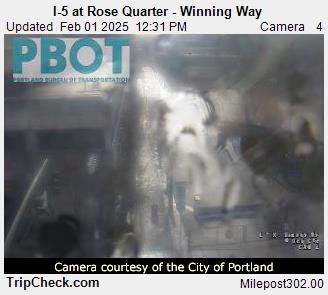 I-5 at Rose Quarter - Winning Way
Updated Feb 01 2025 12:31 PM Camera 4
PBOT
PORTLAND BUREAU OF TRANSPORTATION
Camera courtesy of the City of Portland
TripCheck.com Milepost302.00